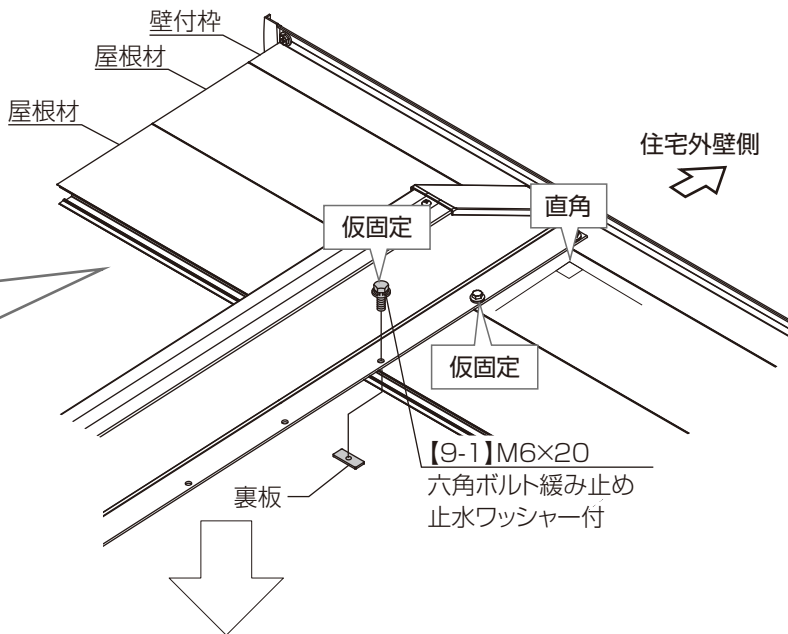 壁付枠
屋根材
屋根材
住宅外壁側
直角
仮固定
仮固定
【9-1】M6×20
六角ボルト緩み止め
止水ワッシャー付
裏板